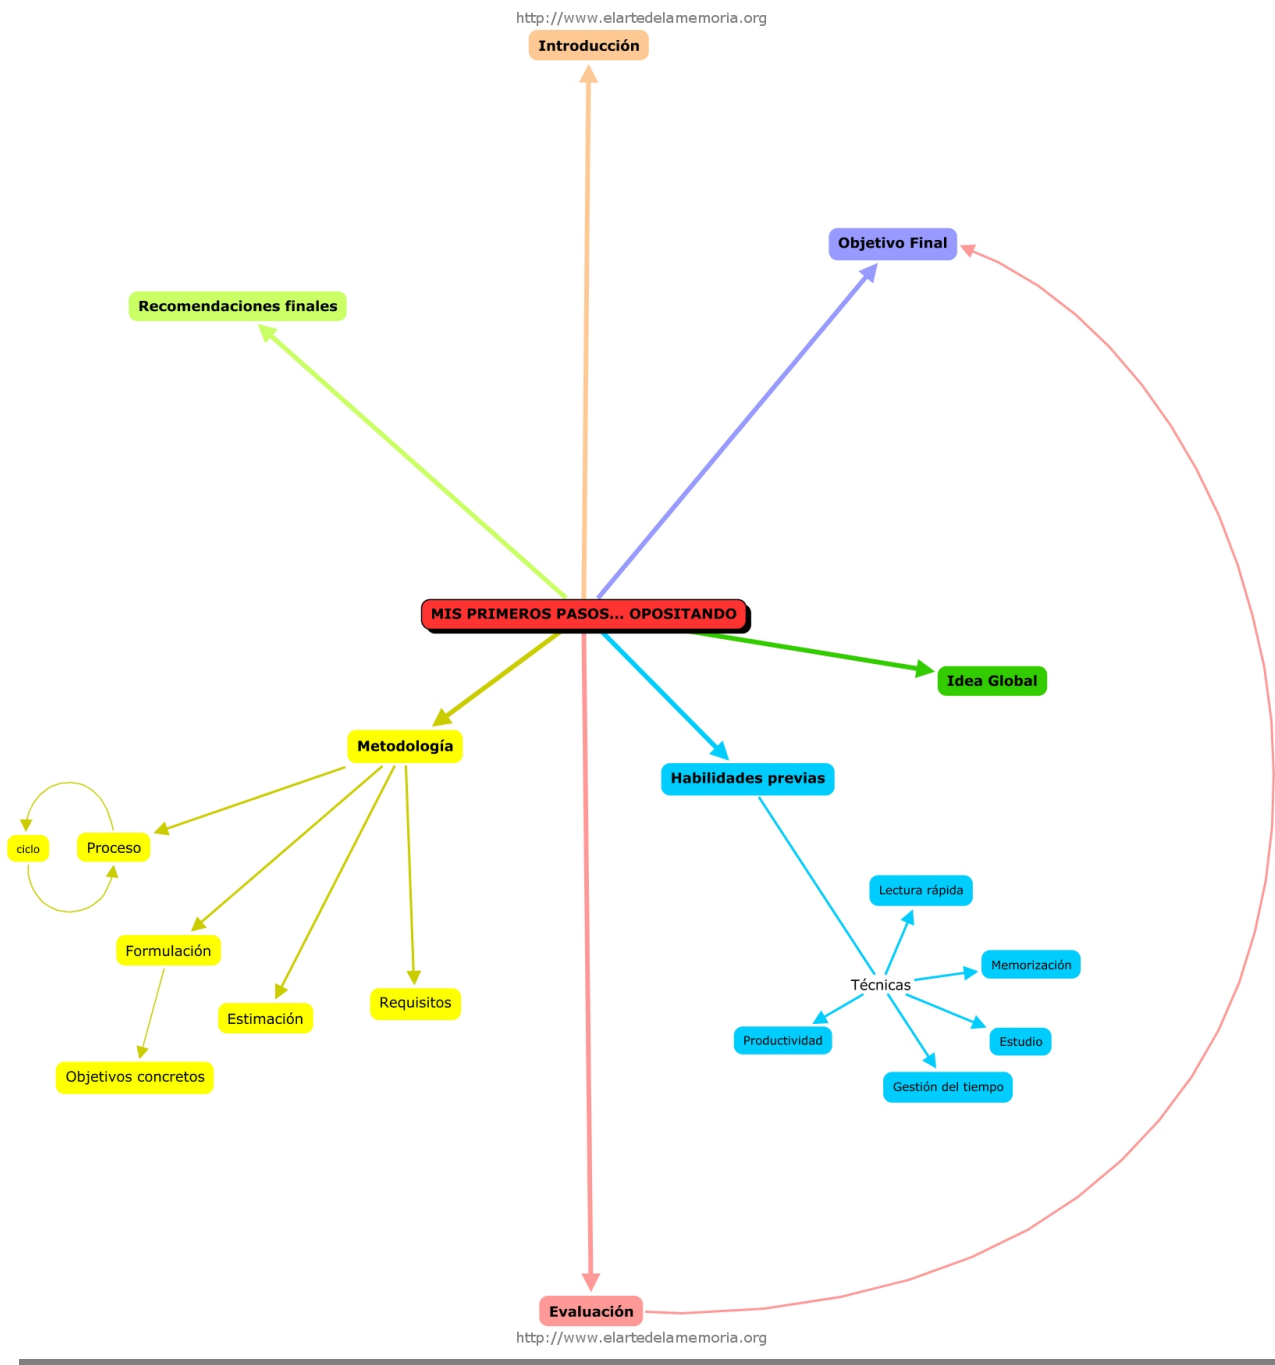 http://www.elartedelamemoria.org
Introducción
Objetivo Final
Recomendaciones finales
MIS PRIMEROS PASOS... OPOSITANDO
Idea Global
Metodología
Habilidades previas
ciclo
Proceso
Lectura rápida
Formulación
Memorización
Técnicas
Requisitos
Estimación
Productividad
Estudio
Objetivos concretos
Gestión del tiempo
Evaluación
http://www.elartedelamemoria.org